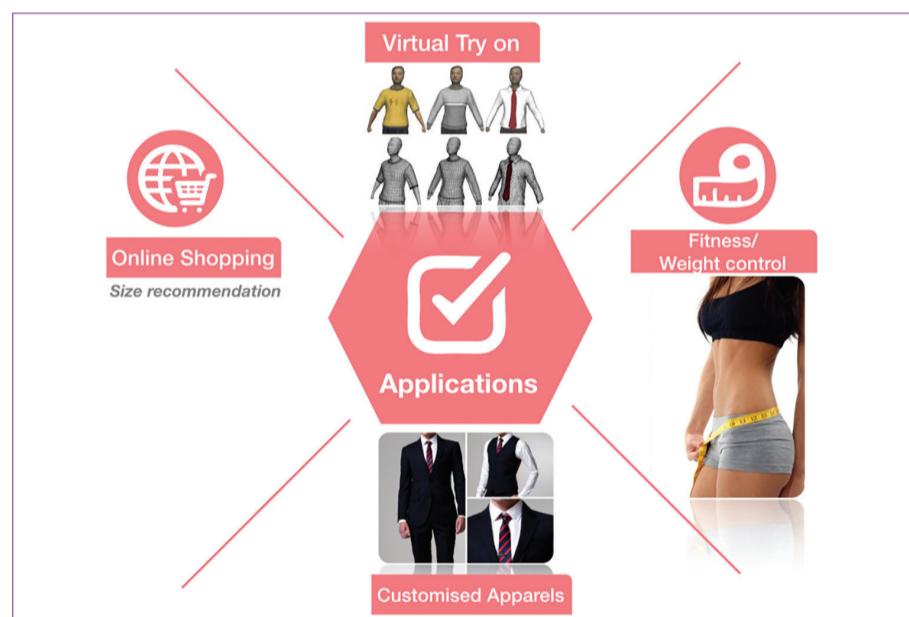 Virtual Try on
Online Shopping
Size recommendation
Fitness/
Weight control
Applications
Customised Apparels